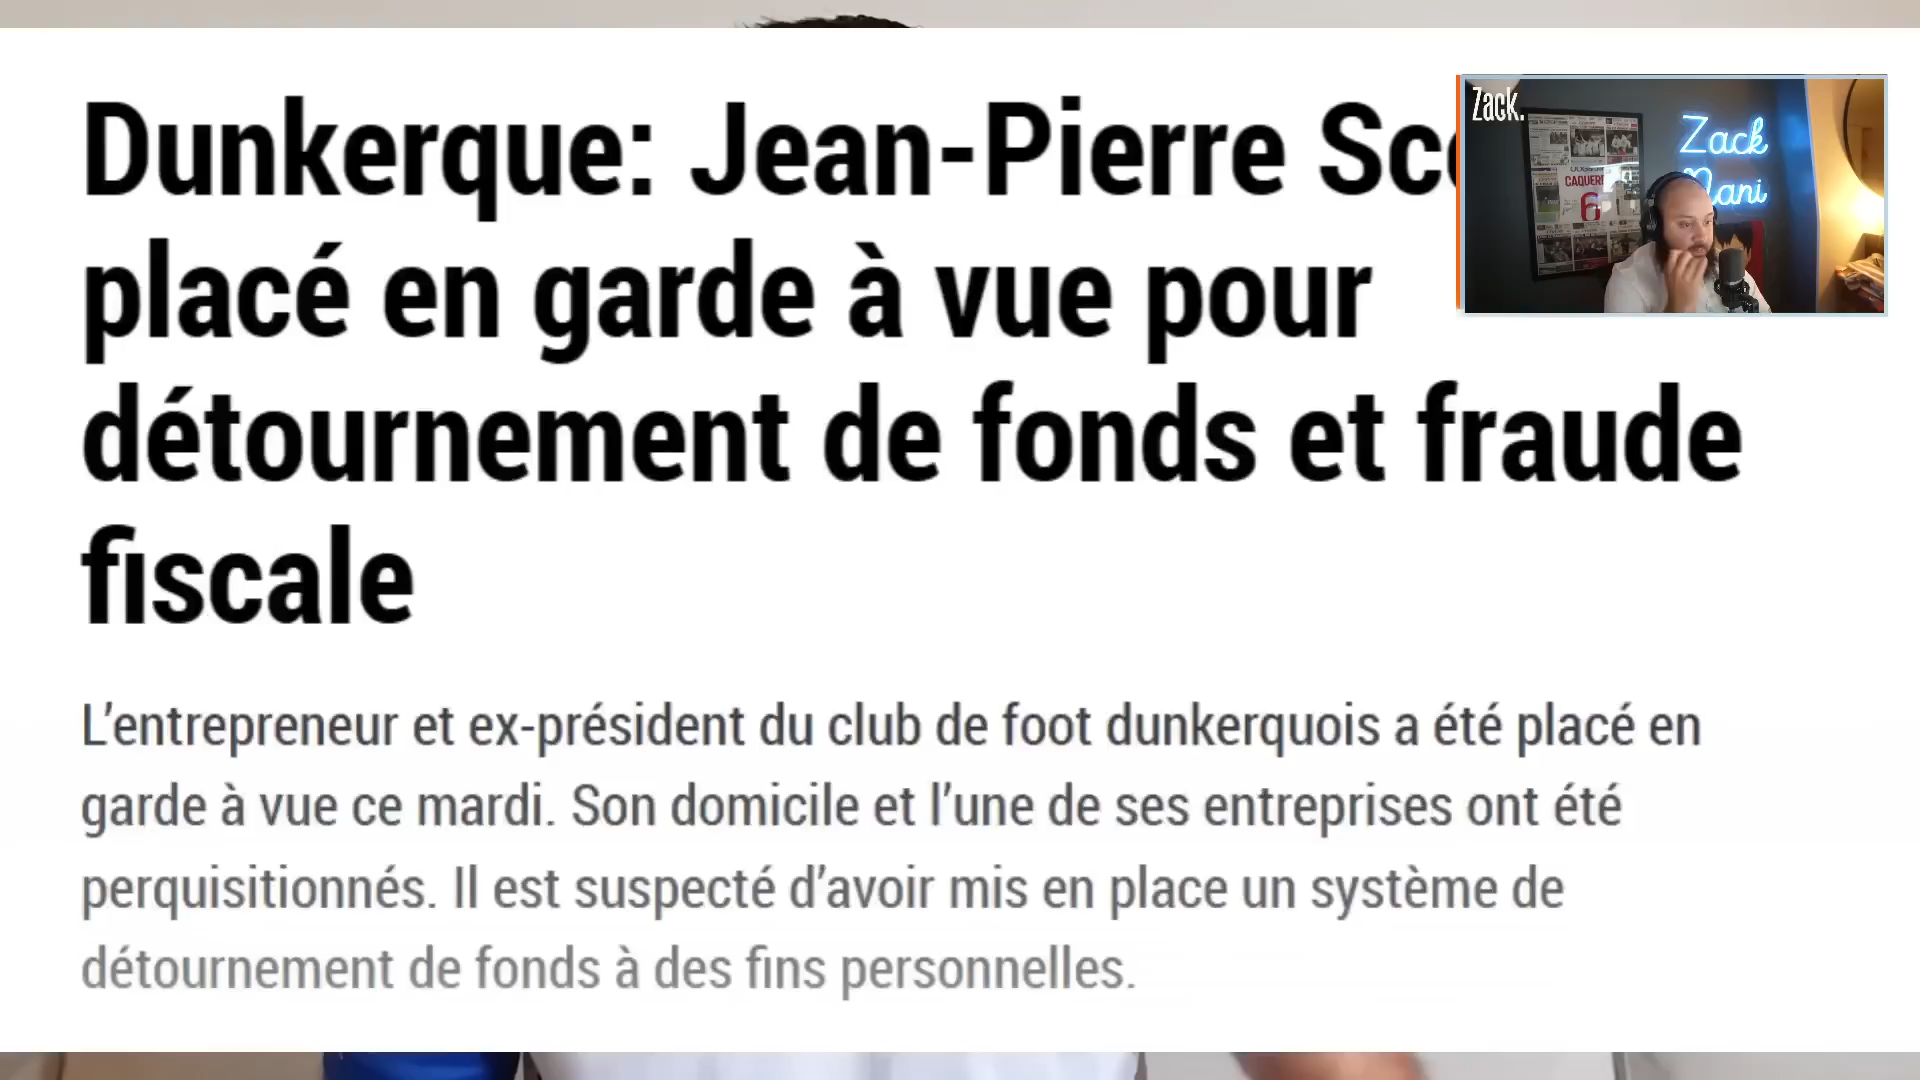 Dunkerque: Jean-Pierre
placé en garde à vue pour
détournement de fonds et fraude
fiscale
L’entrepreneur et ex-président du club de foot dunkerquois a été placé en
garde à vue ce mardi. Son domicile et l’une de ses entreprises ont été
perquisitionnés. Il est suspecté d’avoir mis en place un système de
détournement de fonds à des fins personnelles.
Zack.
Zack
Nani